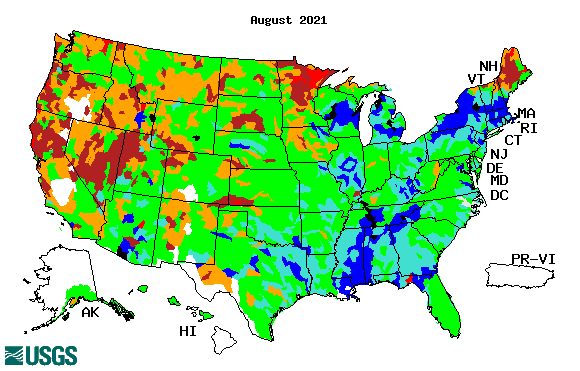 August 2021
NH
VT
MA
RI
CT
NJ
DE
MD
DC
PR-VI
AK
HI
USGS